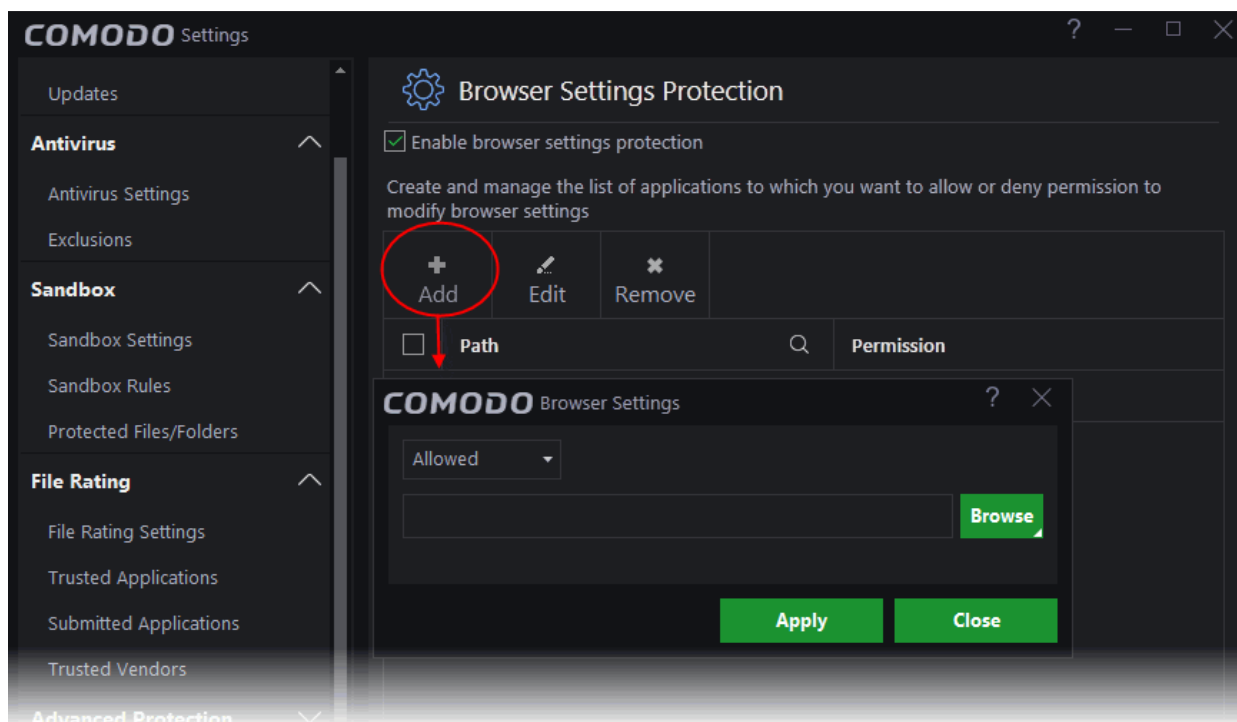 COMODO Settings
?
Updates
Antivirus
Antivirus Settings
Exclusions
Sandbox
Sandbox Settings
Sandbox Rules
Protected Files/Folders
File Rating
File Rating Settings
Trusted Applications
Submitted Applications
Trusted Vendors
Advanced Protection
Browser Settings Protection
Enable browser settings protection
Create and manage the list of applications to which you want to allow or deny permission to
modify browser settings
Add Edit Remove
Path Permission
COMODO Browser Settings ?
Allowed
Browse
Apply Close